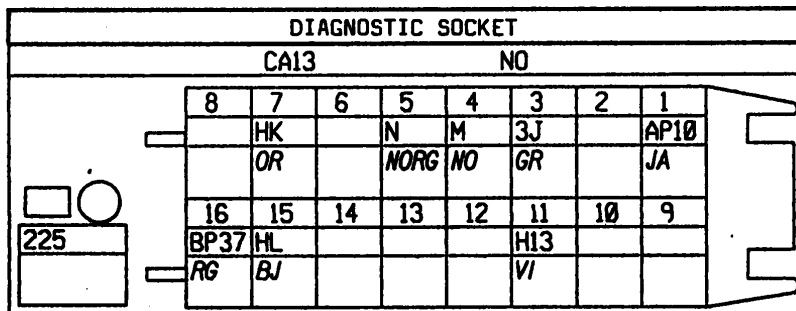 DIAGNOSTIC SOCKET
CA13 NO
8 7 6 5 4 3 2 1
HK N M 3J AP10
OR NORG NO GR JA
16 15 14 13 12 11 10 9
225 BP37 HL H13
RG BJ VI